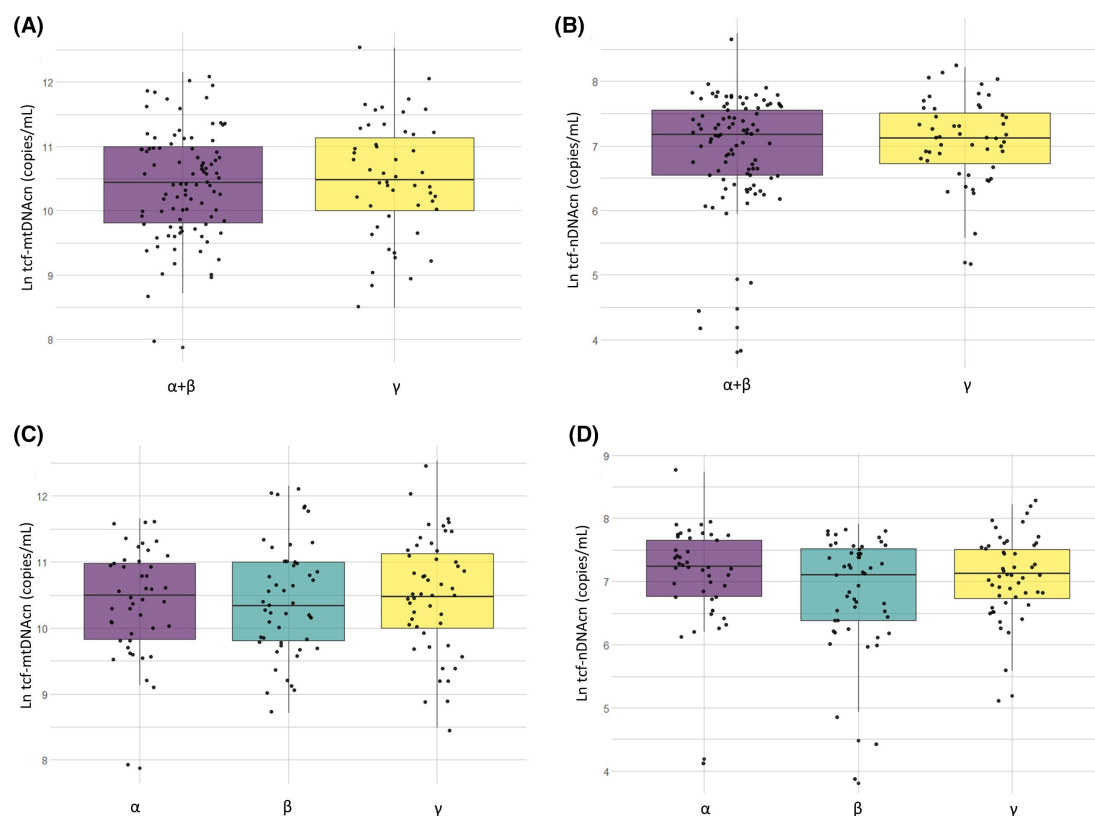 (A)
Ln tcf-mtDNAcn (copies/mL)
12
11
10
9
8
α+β
γ
(B)
Ln tcf-nDNAcn (copies/mL)
8
7
6
5
4
α+β
γ
(C)
Ln tcf-mtDNAcn (copies/mL)
12
11
10
9
8
α
β
γ
(D)
Ln tcf-nDNAcn (copies/mL)
9
8
7
6
5
4
α
β
γ